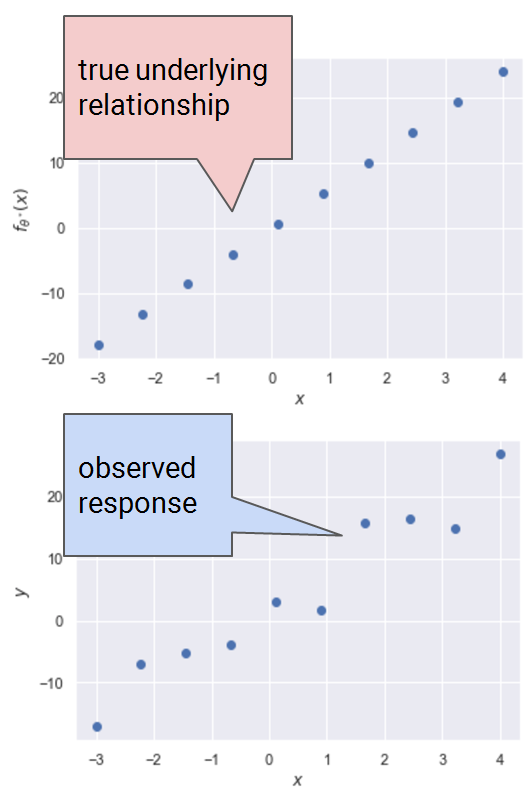 true underlying
relationship
20
10
0
−10
−20
f_θ*(x)
−3 −2 −1 0 1 2 3 4
x
observed
response
20
10
0
−10
y
−3 −2 −1 0 1 2 3 4
x